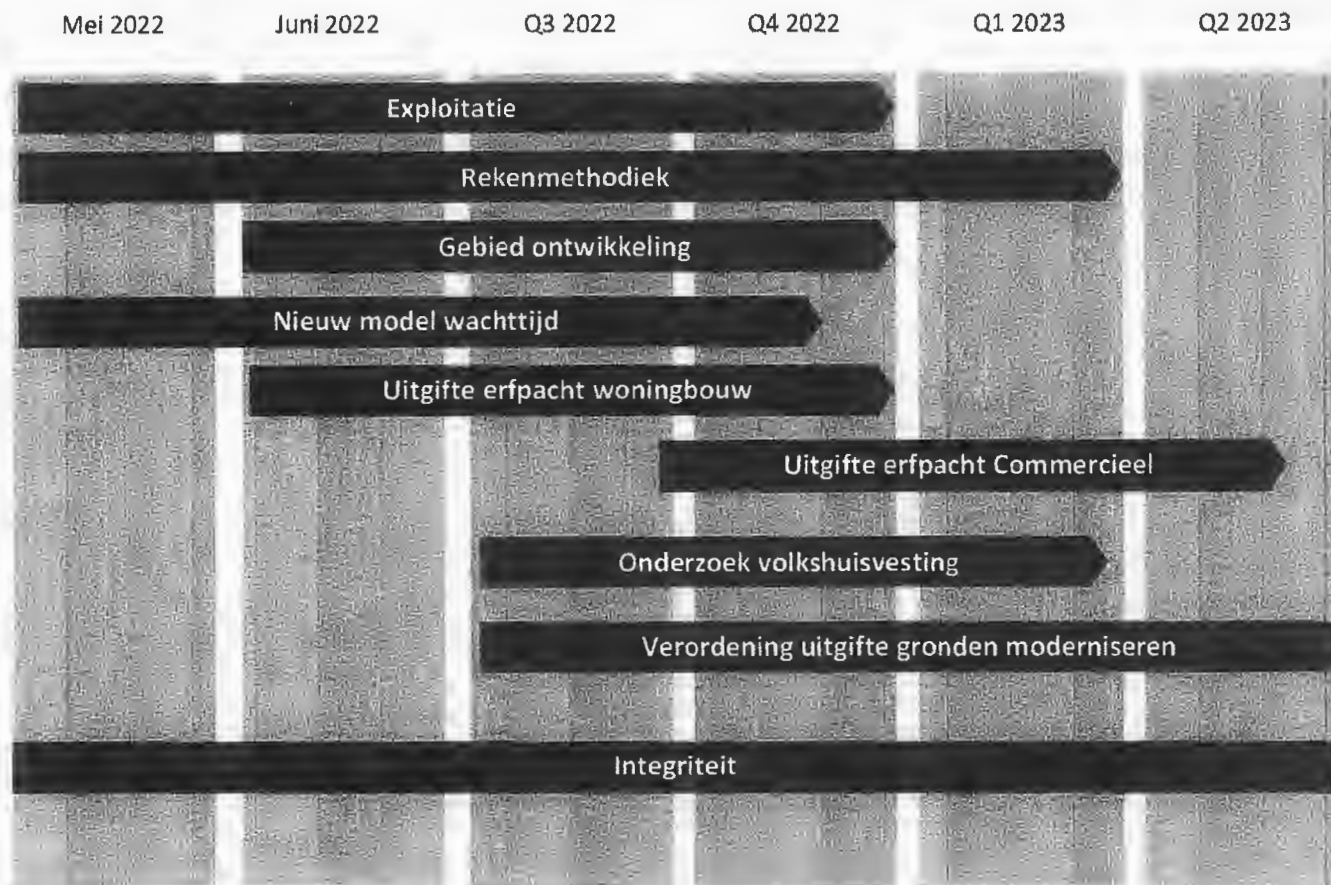 Mei 2022 Juni 2022 Q3 2022 Q4 2022 Q1 2023 Q2 2023
Exploitatie
Rekenmethodiek
Gebied ontwikkeling
Nieuw model wachttijd
Uitgifte erfpacht woningbouw
Uitgifte erfpacht Commercieel
Onderzoek volkshuisvesting
Verordening uitgifte gronden moderniseren
Integriteit